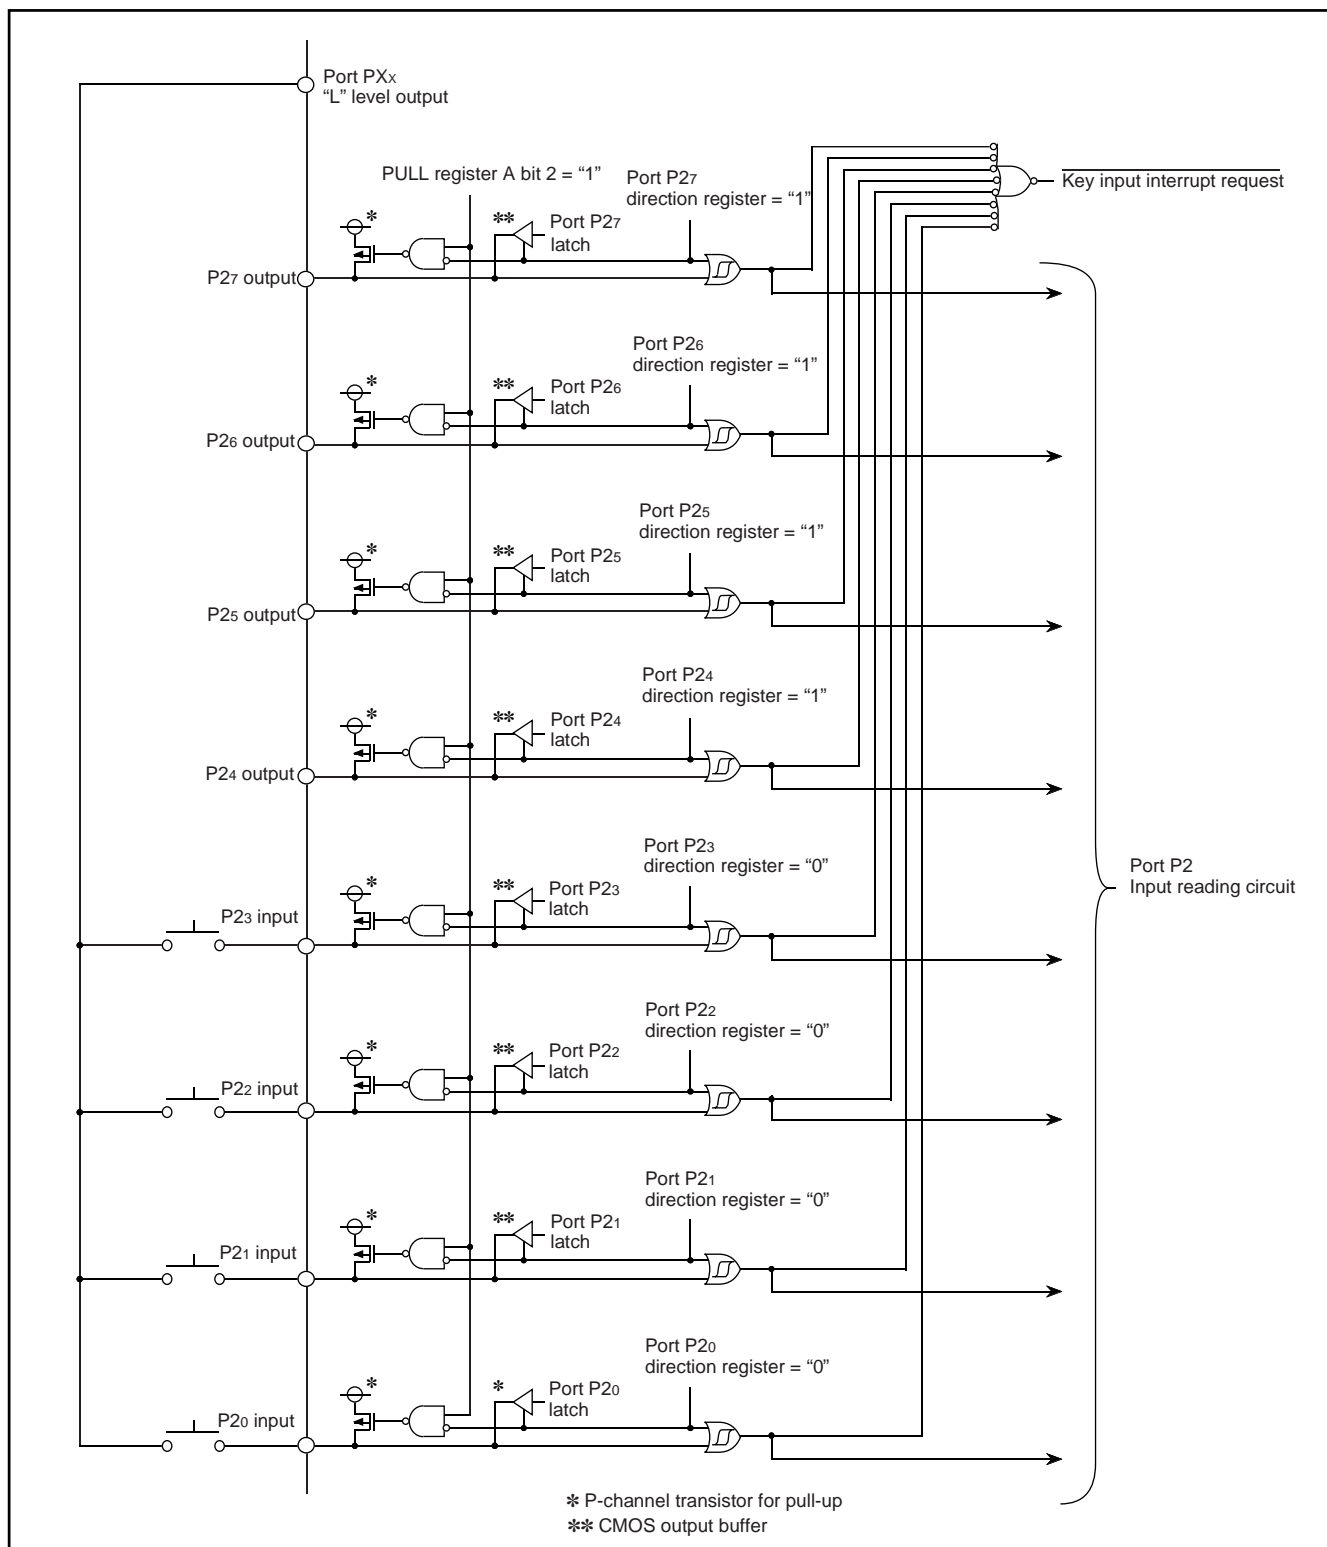 Port PXx
“L” level output
PULL register A bit 2 = “1”
Port P27
direction register = “1”
Key input interrupt request
*
**
Port P27
latch
P27 output
Port P26
direction register = “1”
*
**
Port P26
latch
P26 output
Port P25
direction register = “1”
*
**
Port P25
latch
P25 output
Port P24
direction register = “1”
*
**
Port P24
latch
P24 output
Port P23
direction register = “0”
*
**
Port P23
latch
P23 input
Port P2
Input reading circuit
Port P22
direction register = “0”
*
**
Port P22
latch
P22 input
Port P21
direction register = “0”
*
**
Port P21
latch
P21 input
Port P20
direction register = “0”
*
*
Port P20
latch
P20 input
* P-channel transistor for pull-up
** CMOS output buffer